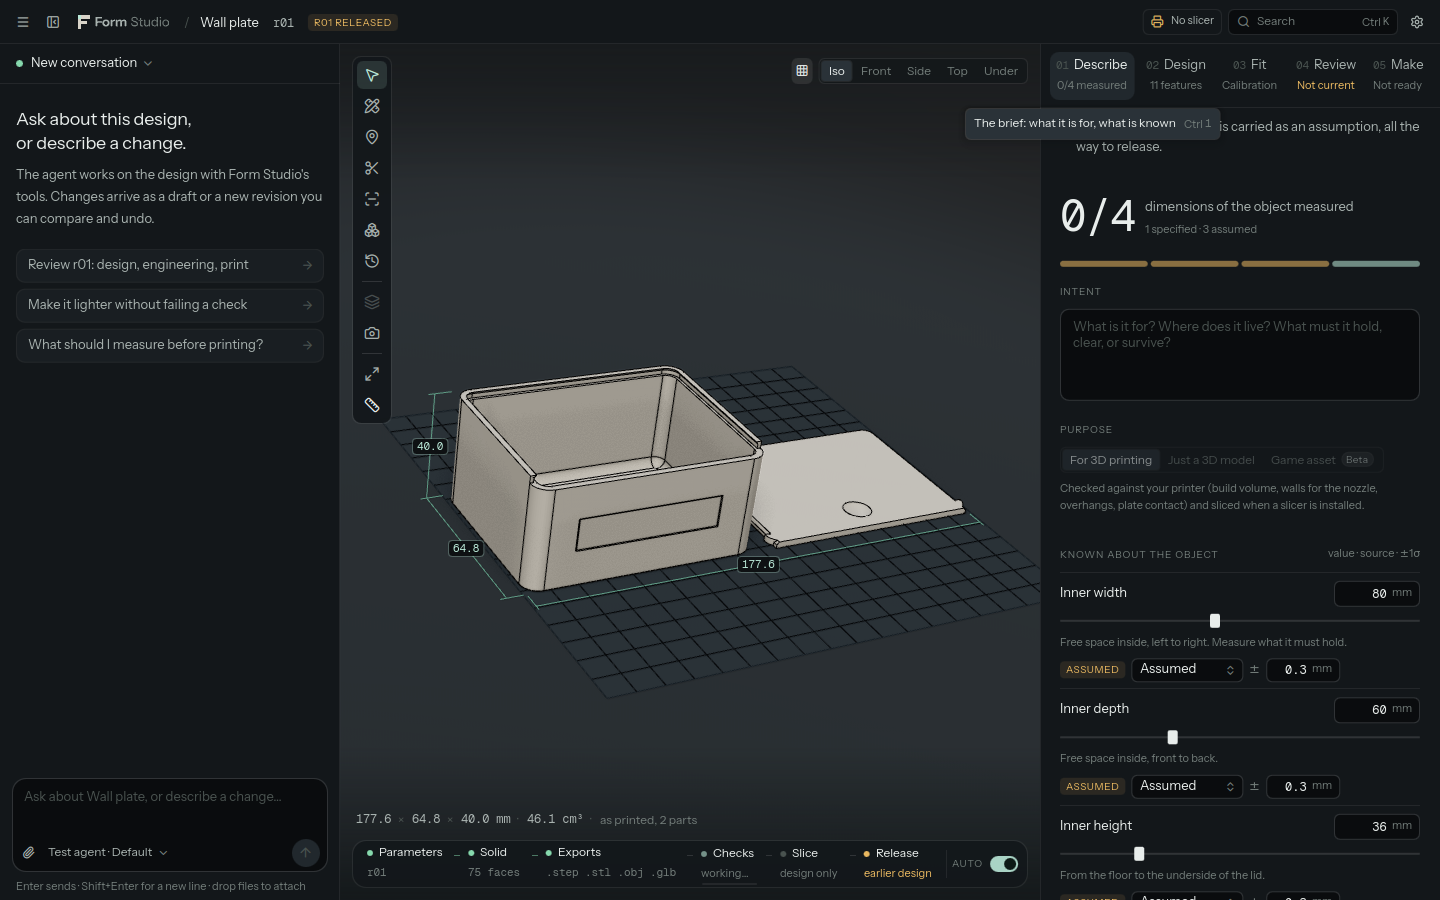 Form Studio / Wall plate r01 R01 RELEASED
No slicer
Search Ctrl K
New conversation
Ask about this design,
or describe a change.
The agent works on the design with Form Studio's
tools. Changes arrive as a draft or a new revision you
can compare and undo.
Review r01: design, engineering, print
Make it lighter without failing a check
What should I measure before printing?
Ask about Wall plate, or describe a change...
Test agent · Default
Enter sends · Shift+Enter for a new line · drop files to attach
Iso Front Side Top Under
40.0
64.8
177.6
177.6 × 64.8 × 40.0 mm · 46.1 cm³ · as printed, 2 parts
Parameters
r01
Solid
75 faces
Exports
.step .stl .obj .glb
Checks
working...
Slice
design only
Release
earlier design
AUTO
01 Describe
0/4 measured
02 Design
11 features
03 Fit
Calibration
04 Review
Not current
05 Make
Not ready
The brief: what it is for, what is known Ctrl 1
is carried as an assumption, all the
way to release.
0/4
dimensions of the object measured
1 specified · 3 assumed
INTENT
What is it for? Where does it live? What must it hold,
clear, or survive?
PURPOSE
For 3D printing Just a 3D model Game asset Beta
Checked against your printer (build volume, walls for the nozzle,
overhangs, plate contact) and sliced when a slicer is installed.
KNOWN ABOUT THE OBJECT value · source · ±1σ
Inner width 80 mm
Free space inside, left to right. Measure what it must hold.
ASSUMED Assumed ± 0.3 mm
Inner depth 60 mm
Free space inside, front to back.
ASSUMED Assumed ± 0.3 mm
Inner height 36 mm
From the floor to the underside of the lid.